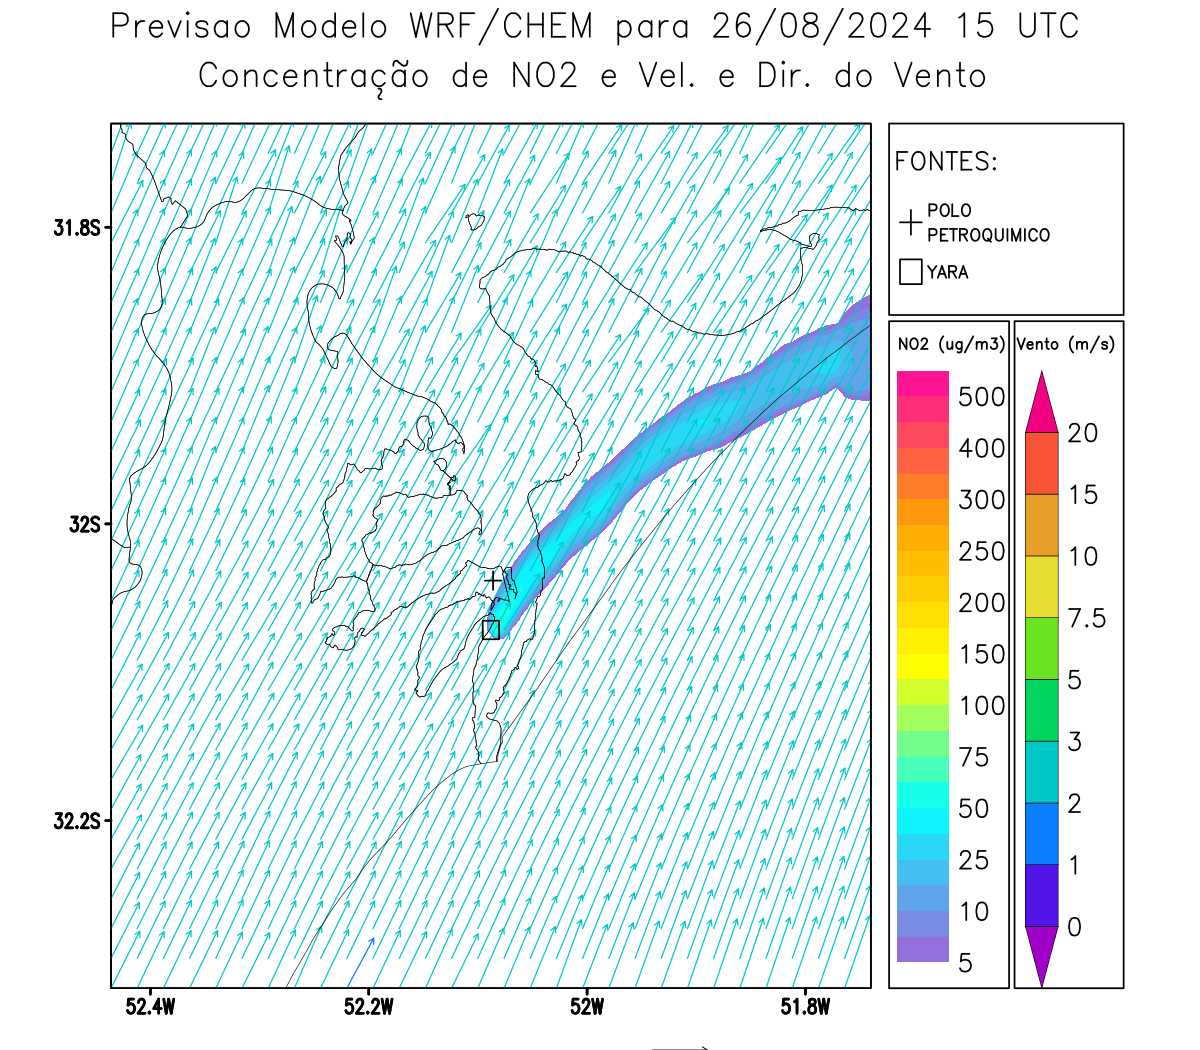 Previsao Modelo WRF/CHEM para 26/08/2024 15 UTC
Concentração de NO2 e Vel. e Dir. do Vento
FONTES:
POLO
PETROQUIMICO
YARA
31.8S
32S
32.2S
52.4W
52.2W
52W
51.8W
NO2 (ug/m3)
500
400
300
250
200
150
100
75
50
25
10
5
Vento (m/s)
20
15
10
7.5
5
3
2
1
0